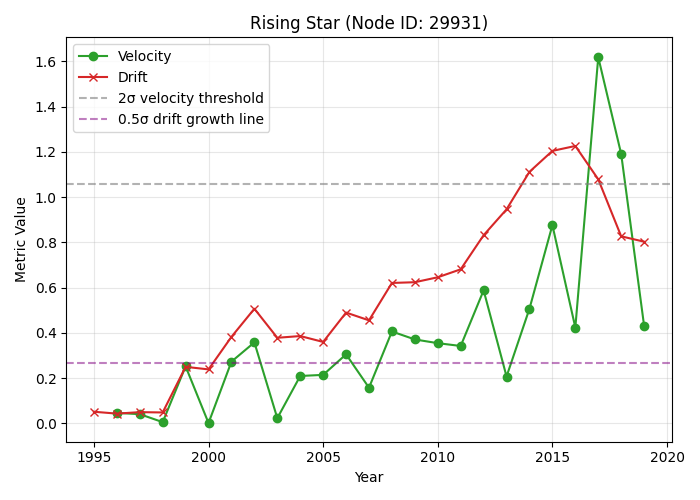 Rising Star (Node ID: 29931)
Velocity
Drift
2σ velocity threshold
0.5σ drift growth line
Metric Value
1.6
1.4
1.2
1.0
0.8
0.6
0.4
0.2
0.0
1995 2000 2005 2010 2015 2020
Year